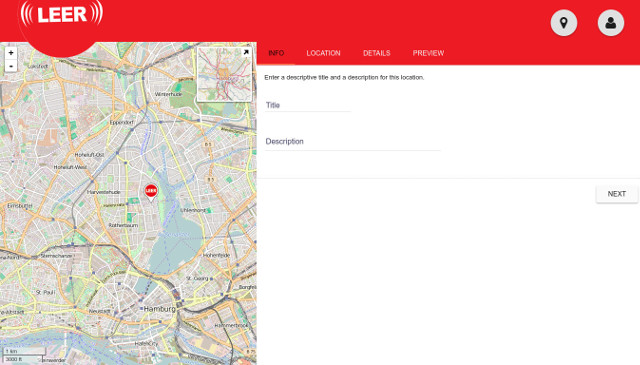 LEER
INFO LOCATION DETAILS PREVIEW
Enter a descriptive title and a description for this location.
Title
Description
NEXT
+
-
Lokstedt
Winterhude
Eppendorf
Hoheluft-Ost
Hoheluft-West
Harvestehude
LEER
Eimsbüttel
Uhlenhorst
Rotherbaum
Sternschanze
Hohenfelde
St. Georg
St. Pauli
Neustadt
Hamburg
Hammerbrook
HafenCity
1 km
3000 ft